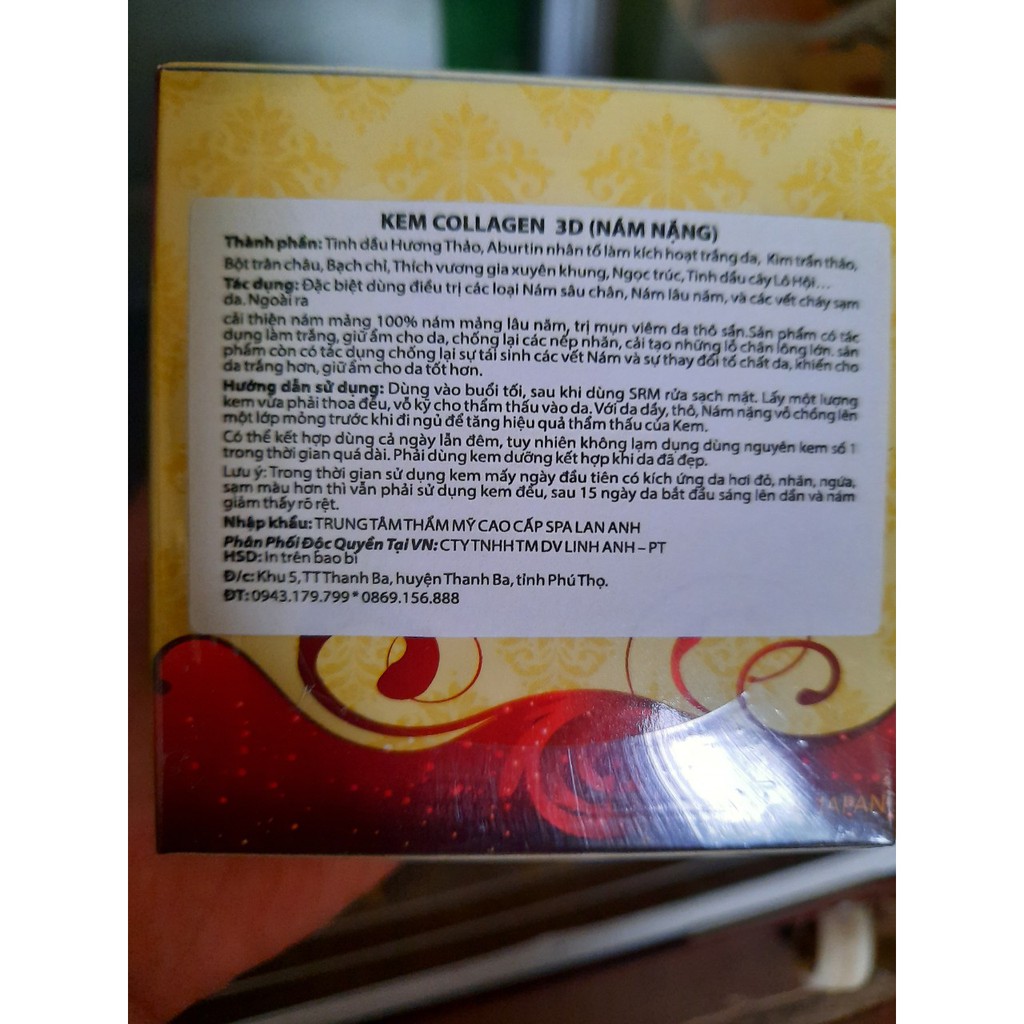 KEM COLLAGEN 3D (NÁM NẶNG)
Thành phần: Tinh dầu Hương Thảo, Aburtin nhân tố làm kích hoạt trắng da, Kim trấn thảo,
Bột trân châu, Bạch chỉ, Thích vương gia xuyên khung, Ngọc trúc, Tinh dầu cây Lô Hội...
Tác dụng: Đặc biệt dùng điều trị các loại Nám sâu chân, Nám lâu năm, và các vết cháy sạm
da. Ngoài ra
cải thiện nám mảng 100% nám mảng lâu năm, trị mụn viêm da thô sần.Sản phẩm có tác
dụng làm trắng, giữ ẩm cho da, chống lại các nếp nhăn, cải tạo những lỗ chân lông lớn. sản
phẩm còn có tác dụng chống lại sự tái sinh các vết Nám và sự thay đổi tố chất da, khiến cho
da trắng hơn, giữ ẩm cho da tốt hơn.
Hướng dẫn sử dụng: Dùng vào buổi tối, sau khi dùng SRM rửa sạch mặt. Lấy một lượng
kem vừa phải thoa đều, vỗ kỹ cho thẩm thấu vào da. Với da dầy, thô, Nám nặng vỗ chồng lên
một lớp mỏng trước khi đi ngủ để tăng hiệu quả thẩm thấu của Kem.
Có thể kết hợp dùng cả ngày lẫn đêm, tuy nhiên không lạm dụng dùng nguyên kem số 1
trong thời gian quá dài. Phải dùng kem dưỡng kết hợp khi da đã đẹp.
Lưu ý: Trong thời gian sử dụng kem mấy ngày đầu tiên có kích ứng da hơi đỏ, nhăn, ngứa,
sạm màu hơn thì vẫn phải sử dụng kem đều, sau 15 ngày da bắt đầu sáng lên dần và nám
giảm thấy rõ rệt.
Nhập khẩu: TRUNG TÂM THẨM MỸ CAO CẤP SPA LAN ANH
Phân Phối Độc Quyền Tại VN: CTY TNHH TM DV LINH ANH – PT
HSD: In trên bao bì
Đ/c: Khu 5, TT Thanh Ba, huyện Thanh Ba, tỉnh Phú Thọ.
ĐT: 0943.179.799 * 0869.156.888
JAPAN